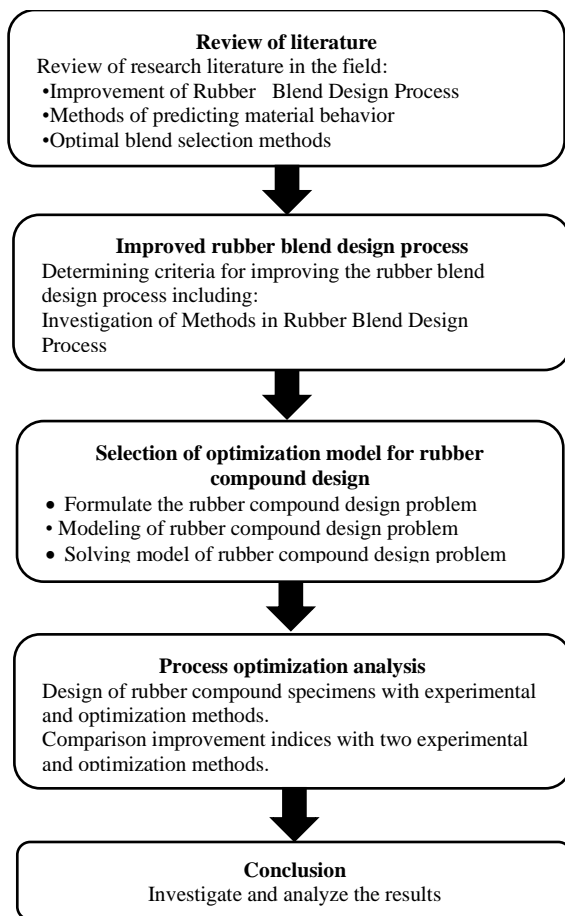 Review of literature
Review of research literature in the field:
•Improvement of Rubber Blend Design Process
•Methods of predicting material behavior
•Optimal blend selection methods
Improved rubber blend design process
Determining criteria for improving the rubber blend
design process including:
Investigation of Methods in Rubber Blend Design
Process
Selection of optimization model for rubber
compound design
• Formulate the rubber compound design problem
• Modeling of rubber compound design problem
• Solving model of rubber compound design problem
Process optimization analysis
Design of rubber compound specimens with experimental
and optimization methods.
Comparison improvement indices with two experimental
and optimization methods.
Conclusion
Investigate and analyze the results